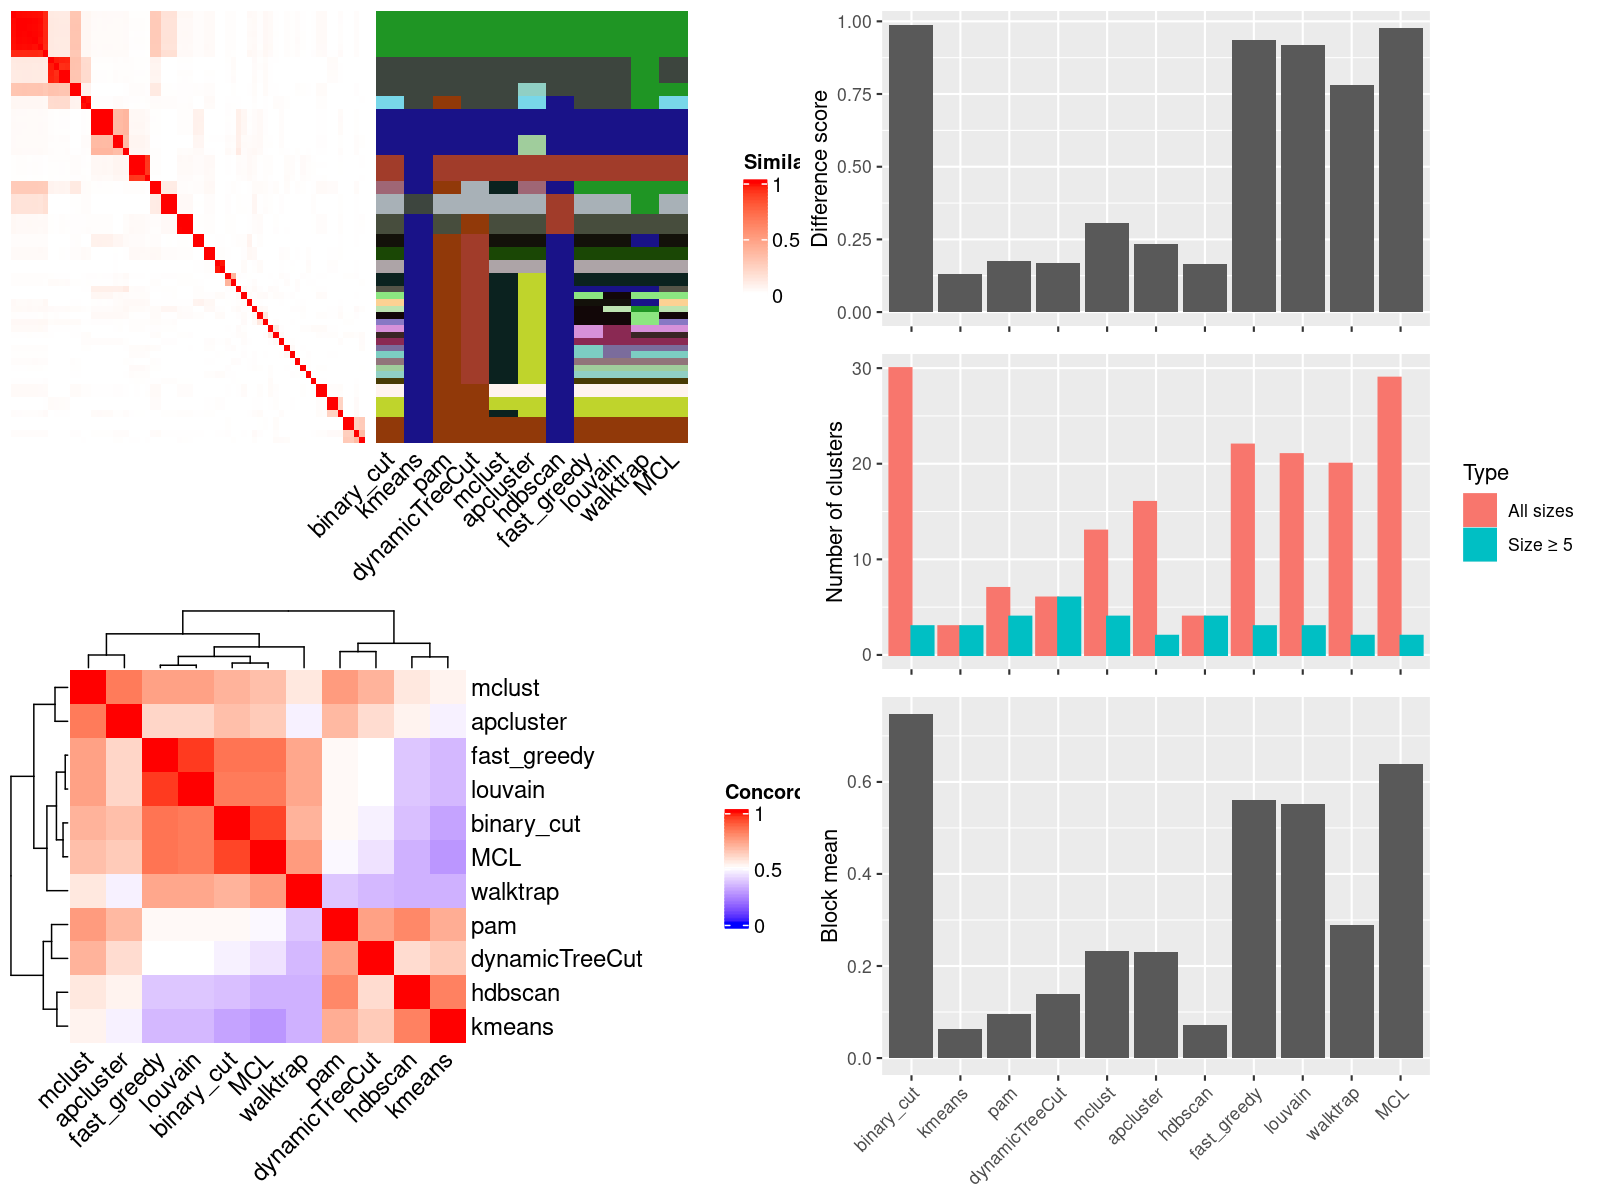 Simila
1
0.5
0
binary_cut
kmeans
pam
dynamicTreeCut
mclust
apcluster
hdbscan
fast_greedy
louvain
walktrap
MCL
Concord
1
0.5
0
mclust
apcluster
fast_greedy
louvain
binary_cut
MCL
walktrap
pam
dynamicTreeCut
hdbscan
kmeans
mclust
apcluster
fast_greedy
louvain
binary_cut
MCL
walktrap
pam
dynamicTreeCut
hdbscan
kmeans
Difference score
1.00
0.75
0.50
0.25
0.00
Number of clusters
30
20
10
0
Type
All sizes
Size ≥ 5
Block mean
0.6
0.4
0.2
0.0
binary_cut
kmeans
pam
dynamicTreeCut
mclust
apcluster
hdbscan
fast_greedy
louvain
walktrap
MCL